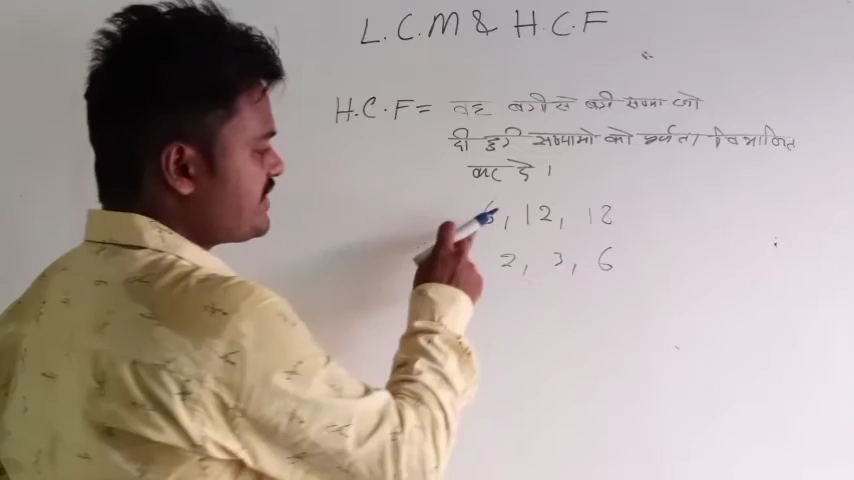 L.C.M & H.C.F
H.C.F = वह बड़ी से बड़ी संख्या जो
दी हुई संख्याओ को पूर्णतः विभाजित
कर दे।
6, 12, 12
2, 3, 6